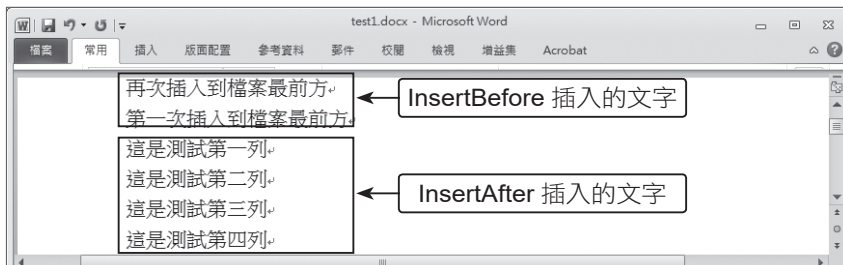 test1.docx - Microsoft Word
檔案 常用 插入 版面配置 參考資料 郵件 校閱 檢視 增益集 Acrobat
再次插入到檔案最前方
第一次插入到檔案最前方
InsertBefore 插入的文字
這是測試第一列
這是測試第二列
這是測試第三列
這是測試第四列
InsertAfter 插入的文字